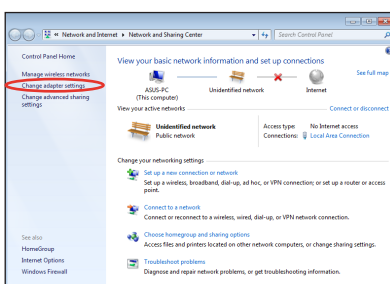 « Network and Internet ▸ Network and Sharing Center
Search Control Panel
Control Panel Home
Manage wireless networks
Change adapter settings
Change advanced sharing
settings
See also
HomeGroup
Internet Options
Windows Firewall
View your basic network information and set up connections
See full map
ASUS-PC
(This computer)
Unidentified network
Internet
View your active networks
Connect or disconnect
Unidentified network
Public network
Access type: No Internet access
Connections: Local Area Connection
Change your networking settings
Set up a new connection or network
Set up a wireless, broadband, dial-up, ad hoc, or VPN connection; or set up a router or access
point.
Connect to a network
Connect or reconnect to a wireless, wired, dial-up, or VPN network connection.
Choose homegroup and sharing options
Access files and printers located on other network computers, or change sharing settings.
Troubleshoot problems
Diagnose and repair network problems, or get troubleshooting information.